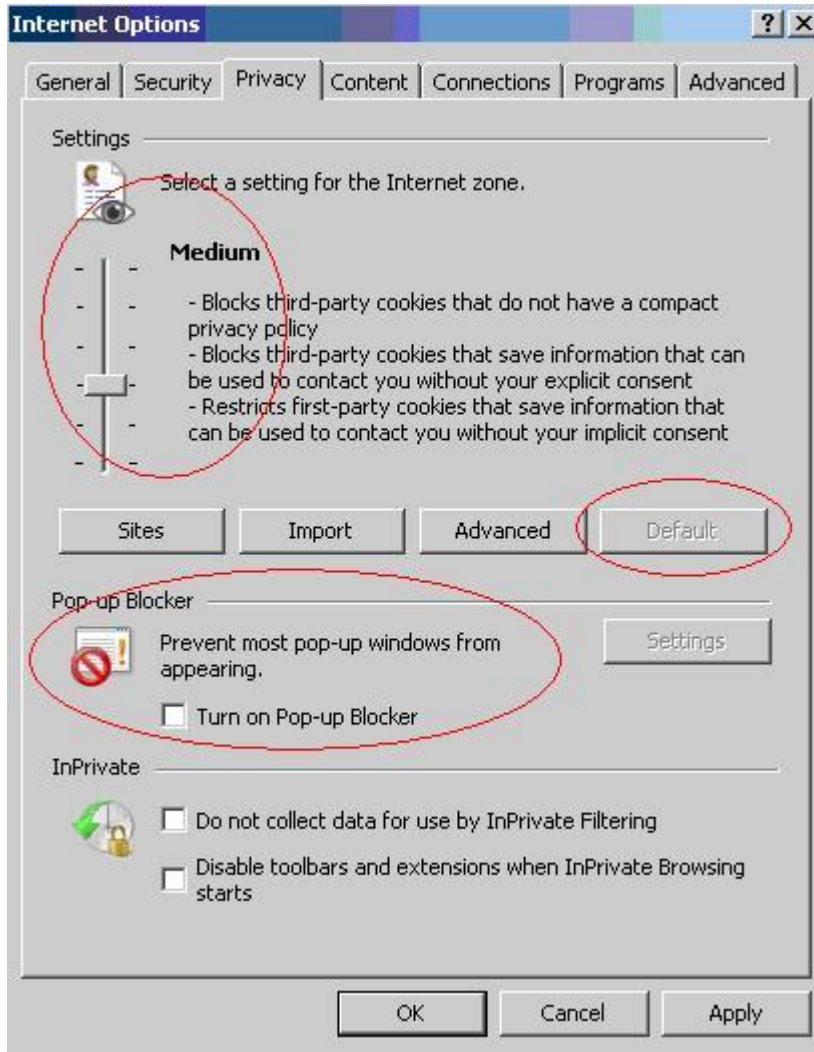 Internet Options
General Security Privacy Content Connections Programs Advanced
Settings
Select a setting for the Internet zone.
Medium
- Blocks third-party cookies that do not have a compact
privacy policy
- Blocks third-party cookies that save information that can
be used to contact you without your explicit consent
- Restricts first-party cookies that save information that
can be used to contact you without your implicit consent
Sites Import Advanced Default
Pop-up Blocker
Prevent most pop-up windows from
appearing.
Settings
Turn on Pop-up Blocker
InPrivate
Do not collect data for use by InPrivate Filtering
Disable toolbars and extensions when InPrivate Browsing
starts
OK Cancel Apply